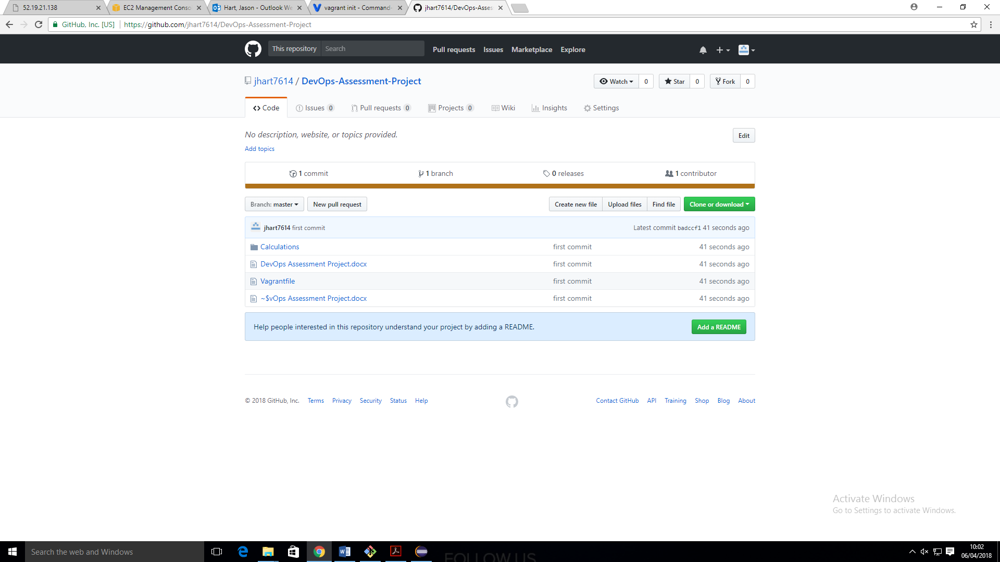 52.19.21.138
EC2 Management Conso
Hart, Jason - Outlook We
vagrant init - Command-
jhart7614/DevOps-Asses
GitHub, Inc. [US]
https://github.com/jhart7614/DevOps-Assessment-Project
This repository
Search
Pull requests
Issues
Marketplace
Explore
jhart7614 / DevOps-Assessment-Project
Watch 0
Star 0
Fork 0
Code
Issues 0
Pull requests 0
Projects 0
Wiki
Insights
Settings
No description, website, or topics provided.
Edit
Add topics
1 commit
1 branch
0 releases
1 contributor
Branch: master
New pull request
Create new file
Upload files
Find file
Clone or download
jhart7614 first commit
Latest commit badccf1 41 seconds ago
Calculations first commit 41 seconds ago
DevOps Assessment Project.docx first commit 41 seconds ago
Vagrantfile first commit 41 seconds ago
~$vOps Assessment Project.docx first commit 41 seconds ago
Help people interested in this repository understand your project by adding a README.
Add a README
© 2018 GitHub, Inc.
Terms
Privacy
Security
Status
Help
Contact GitHub
API
Training
Shop
Blog
About
Activate Windows
Go to Settings to activate Windows.
Search the web and Windows
FOLLOW US
10:02
06/04/2018